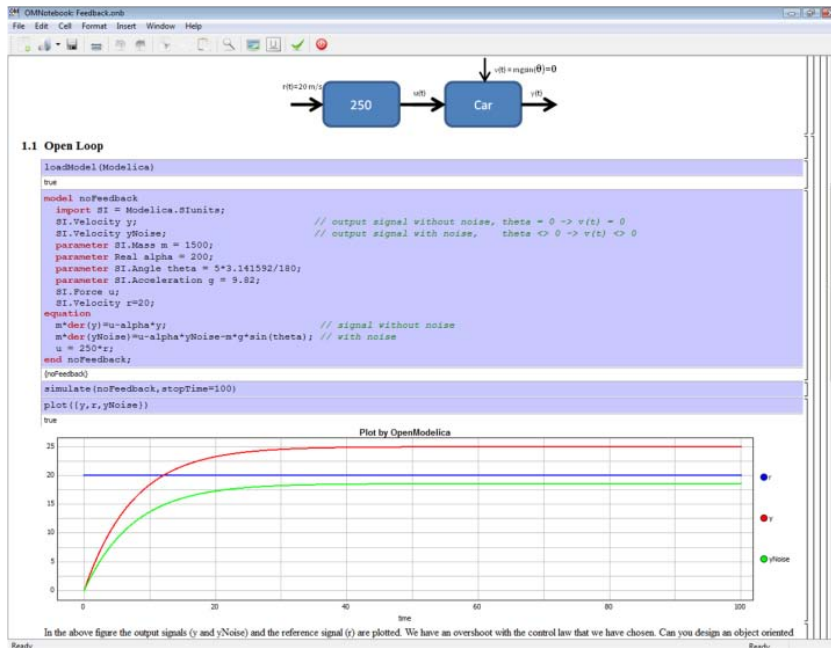 OMNotebook: Feedback.onb
File Edit Cell Format Insert Window Help
v(t) = mgsin(θ)=0
r(t)=20 m/s
u(t)
y(t)
250
Car
1.1 Open Loop
loadModel(Modelica)
true
model noFeedback
import SI = Modelica.SIunits;
SI.Velocity y; // output signal without noise, theta = 0 -> v(t) = 0
SI.Velocity yNoise; // output signal with noise, theta <> 0 -> v(t) <> 0
parameter SI.Mass m = 1500;
parameter Real alpha = 200;
parameter SI.Angle theta = 5*3.141592/180;
parameter SI.Acceleration g = 9.82;
SI.Force u;
SI.Velocity r=20;
equation
m*der(y)=u-alpha*y; // signal without noise
m*der(yNoise)=u-alpha*yNoise-m*g*sin(theta); // with noise
u = 250*r;
end noFeedback;
{noFeedback}
simulate(noFeedback,stopTime=100)
plot({y,r,yNoise})
true
Plot by OpenModelica
25
20
15
10
5
0
r
y
yNoise
0 20 40 60 80 100
time
In the above figure the output signals (y and yNoise) and the reference signal (r) are plotted. We have an overshoot with the control law that we have chosen. Can you design an object oriented
Ready Ready